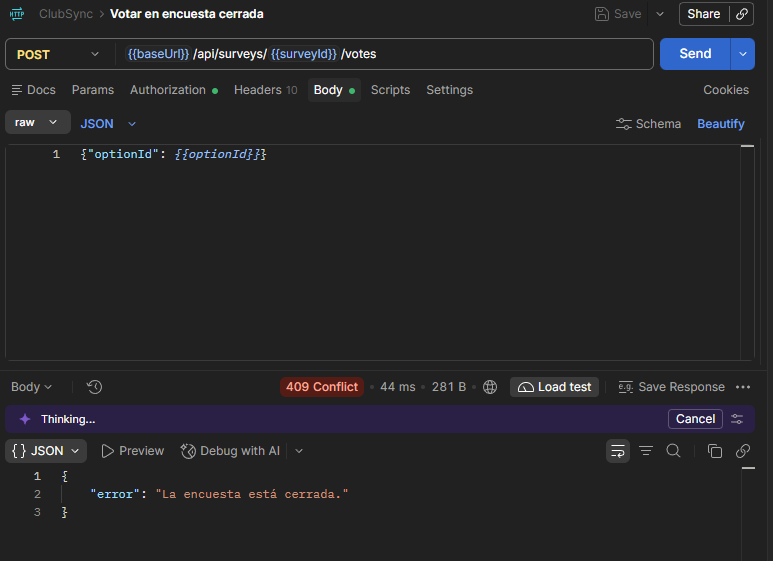 HTTP ClubSync > Votar en encuesta cerrada Save Share
POST {{baseUrl}} /api/surveys/ {{surveyId}} /votes Send
Docs Params Authorization Headers 10 Body Scripts Settings Cookies
raw JSON Schema Beautify
1 {"optionId": {{optionId}}}
Body 409 Conflict • 44 ms • 281 B Load test e.g. Save Response
Thinking... Cancel
{} JSON Preview Debug with AI
1 {
2 "error": "La encuesta está cerrada."
3 }